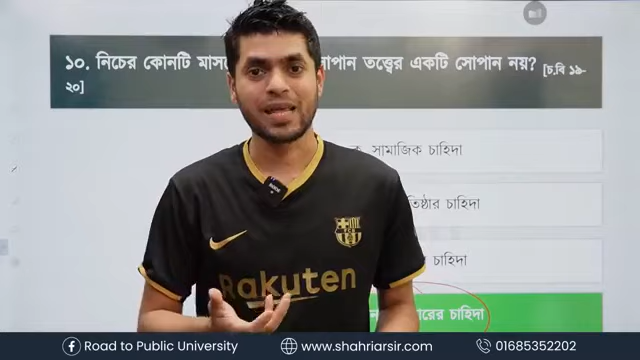 ১০. নিচের কোনটি সোপান তত্ত্বের একটি সোপান নয়? [চ.বি ১৯-
২০]
ক. সামাজিক চাহিদা
চাহিদা
চাহিদা
চাহিদা
Rakuten
Road to Public University www.shahriarsir.com 01685352202